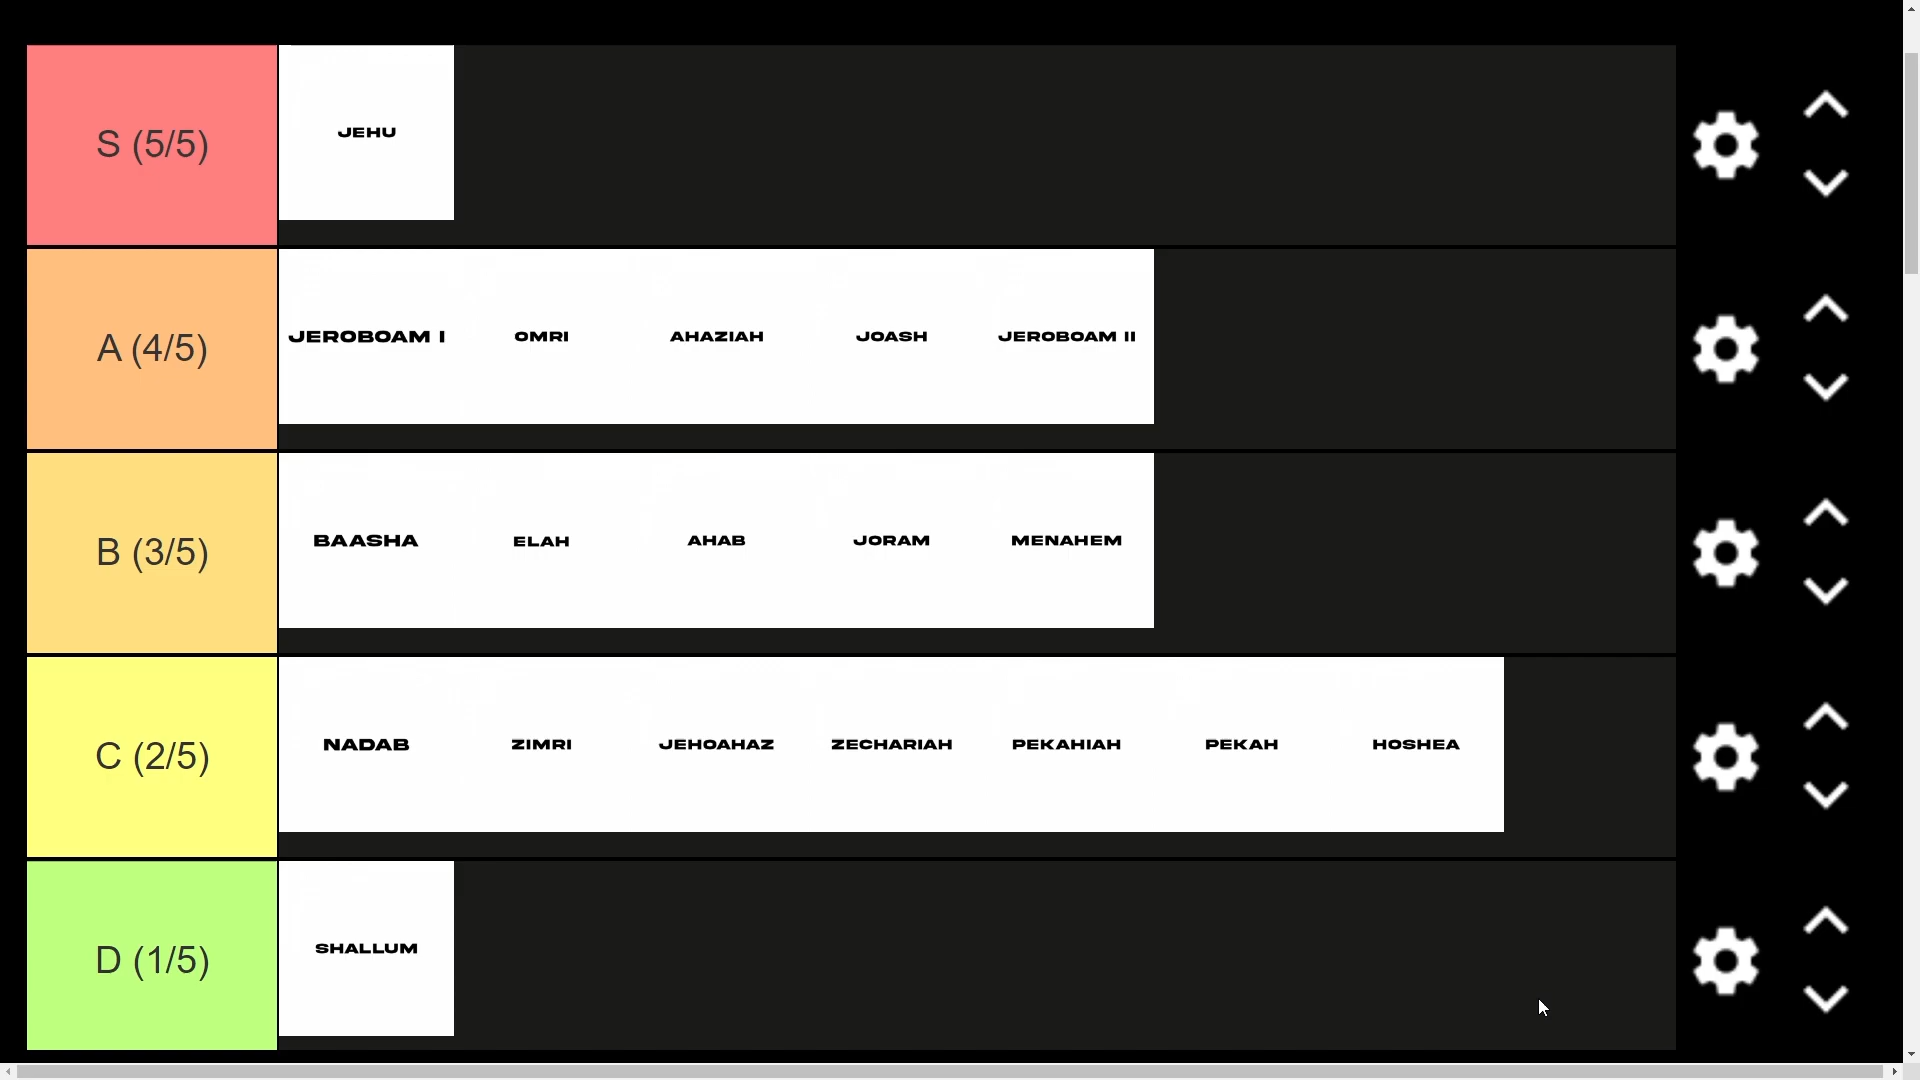 S (5/5)
JEHU
A (4/5)
JEROBOAM I OMRI AHAZIAH JOASH JEROBOAM II
B (3/5)
BAASHA ELAH AHAB JORAM MENAHEM
C (2/5)
NADAB ZIMRI JEHOAHAZ ZECHARIAH PEKAHIAH PEKAH HOSHEA
D (1/5)
SHALLUM